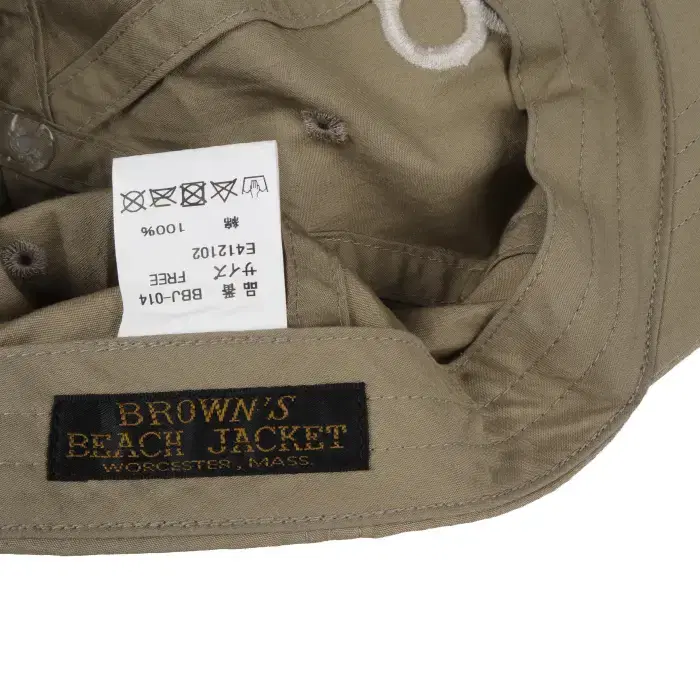 品番 BBJ-014
サイズ FREE
E412102
綿 100%
BROWN'S
BEACH JACKET
WORCESTER, MASS.